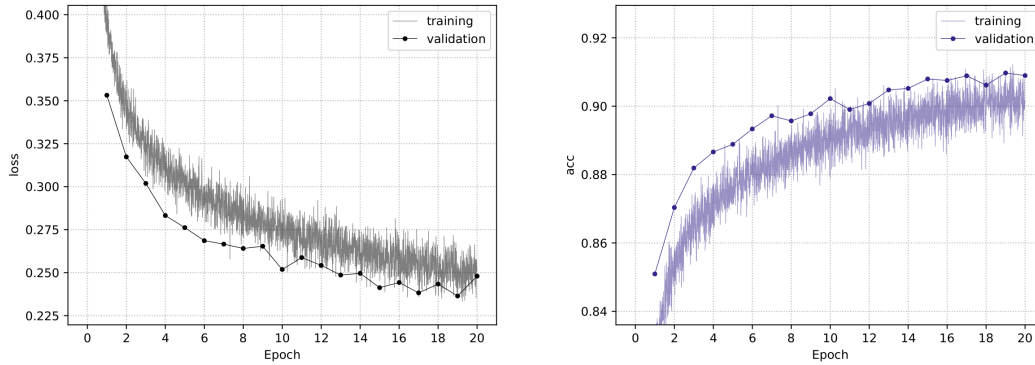 0.400
0.375
0.350
0.325
0.300
0.275
0.250
0.225
loss
0 2 4 6 8 10 12 14 16 18 20
Epoch
training
validation
0.92
0.90
0.88
0.86
0.84
acc
0 2 4 6 8 10 12 14 16 18 20
Epoch
training
validation